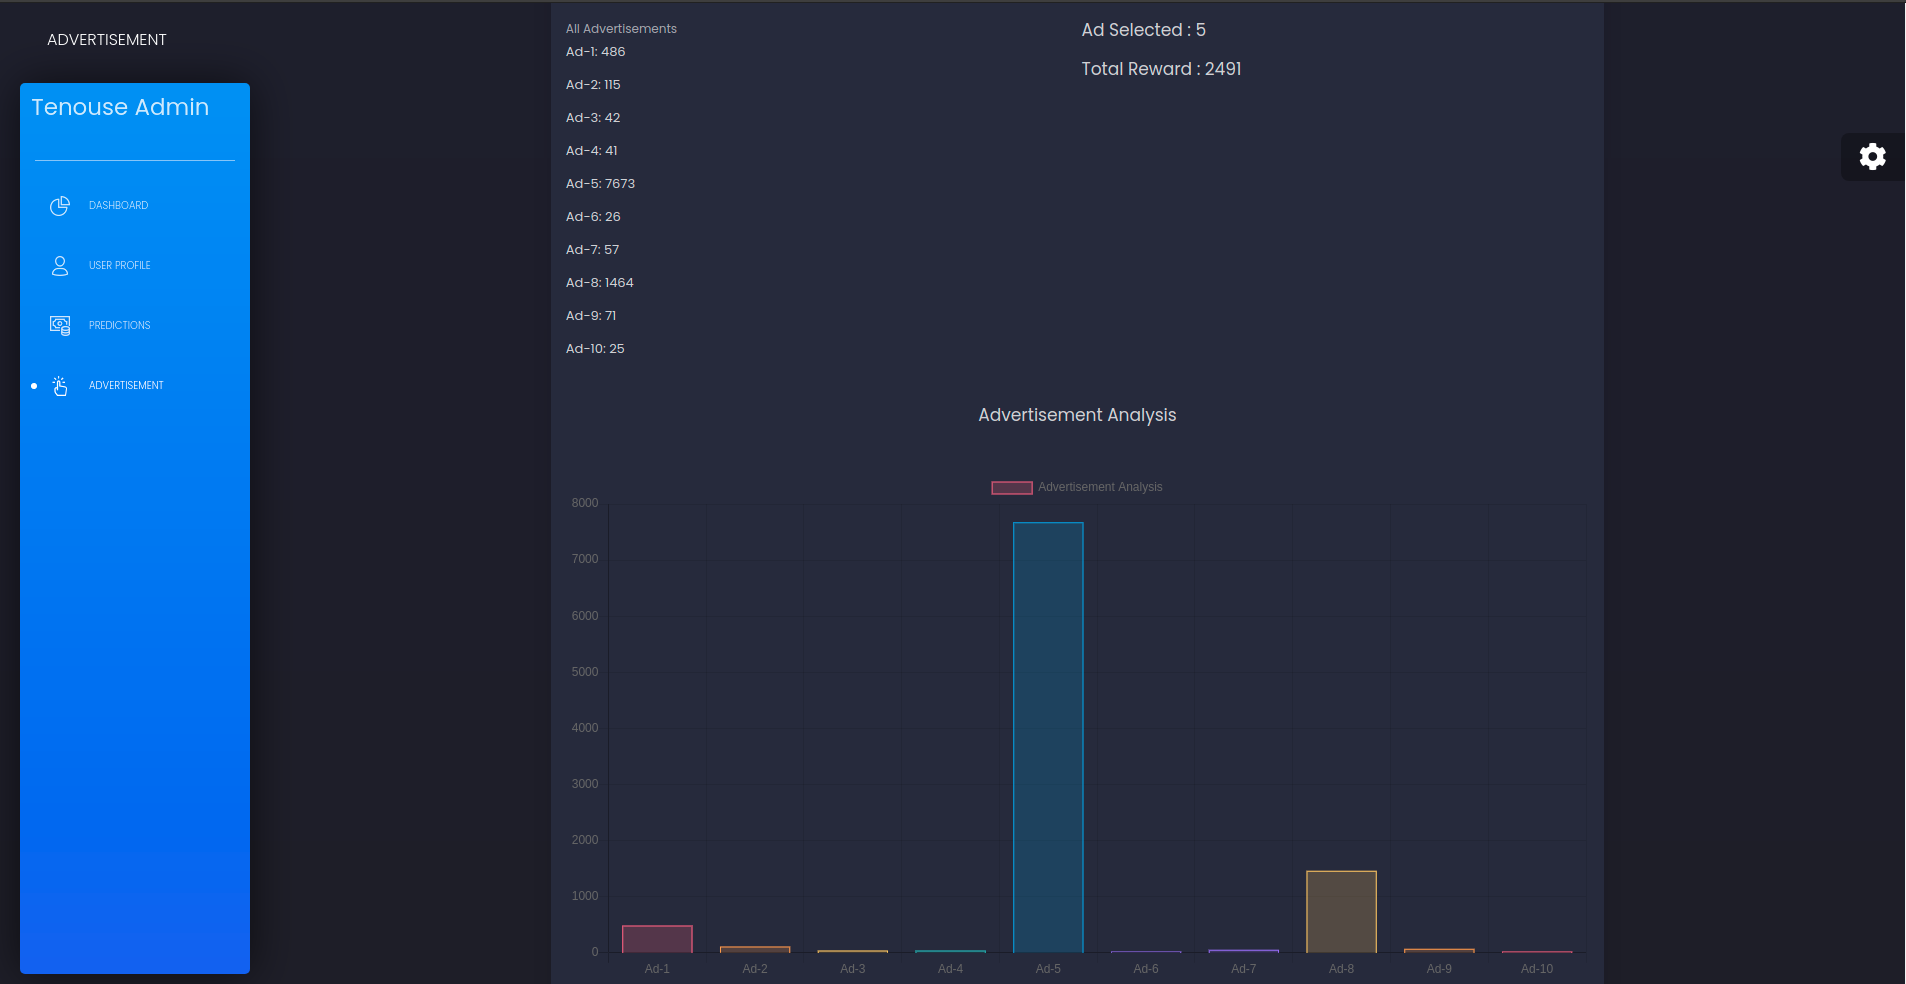 ADVERTISEMENT
Tenouse Admin
DASHBOARD
USER PROFILE
PREDICTIONS
ADVERTISEMENT
All Advertisements
Ad-1: 486
Ad-2: 115
Ad-3: 42
Ad-4: 41
Ad-5: 7673
Ad-6: 26
Ad-7: 57
Ad-8: 1464
Ad-9: 71
Ad-10: 25
Ad Selected : 5
Total Reward : 2491
Advertisement Analysis
Advertisement Analysis
8000
7000
6000
5000
4000
3000
2000
1000
0
Ad-1 Ad-2 Ad-3 Ad-4 Ad-5 Ad-6 Ad-7 Ad-8 Ad-9 Ad-10